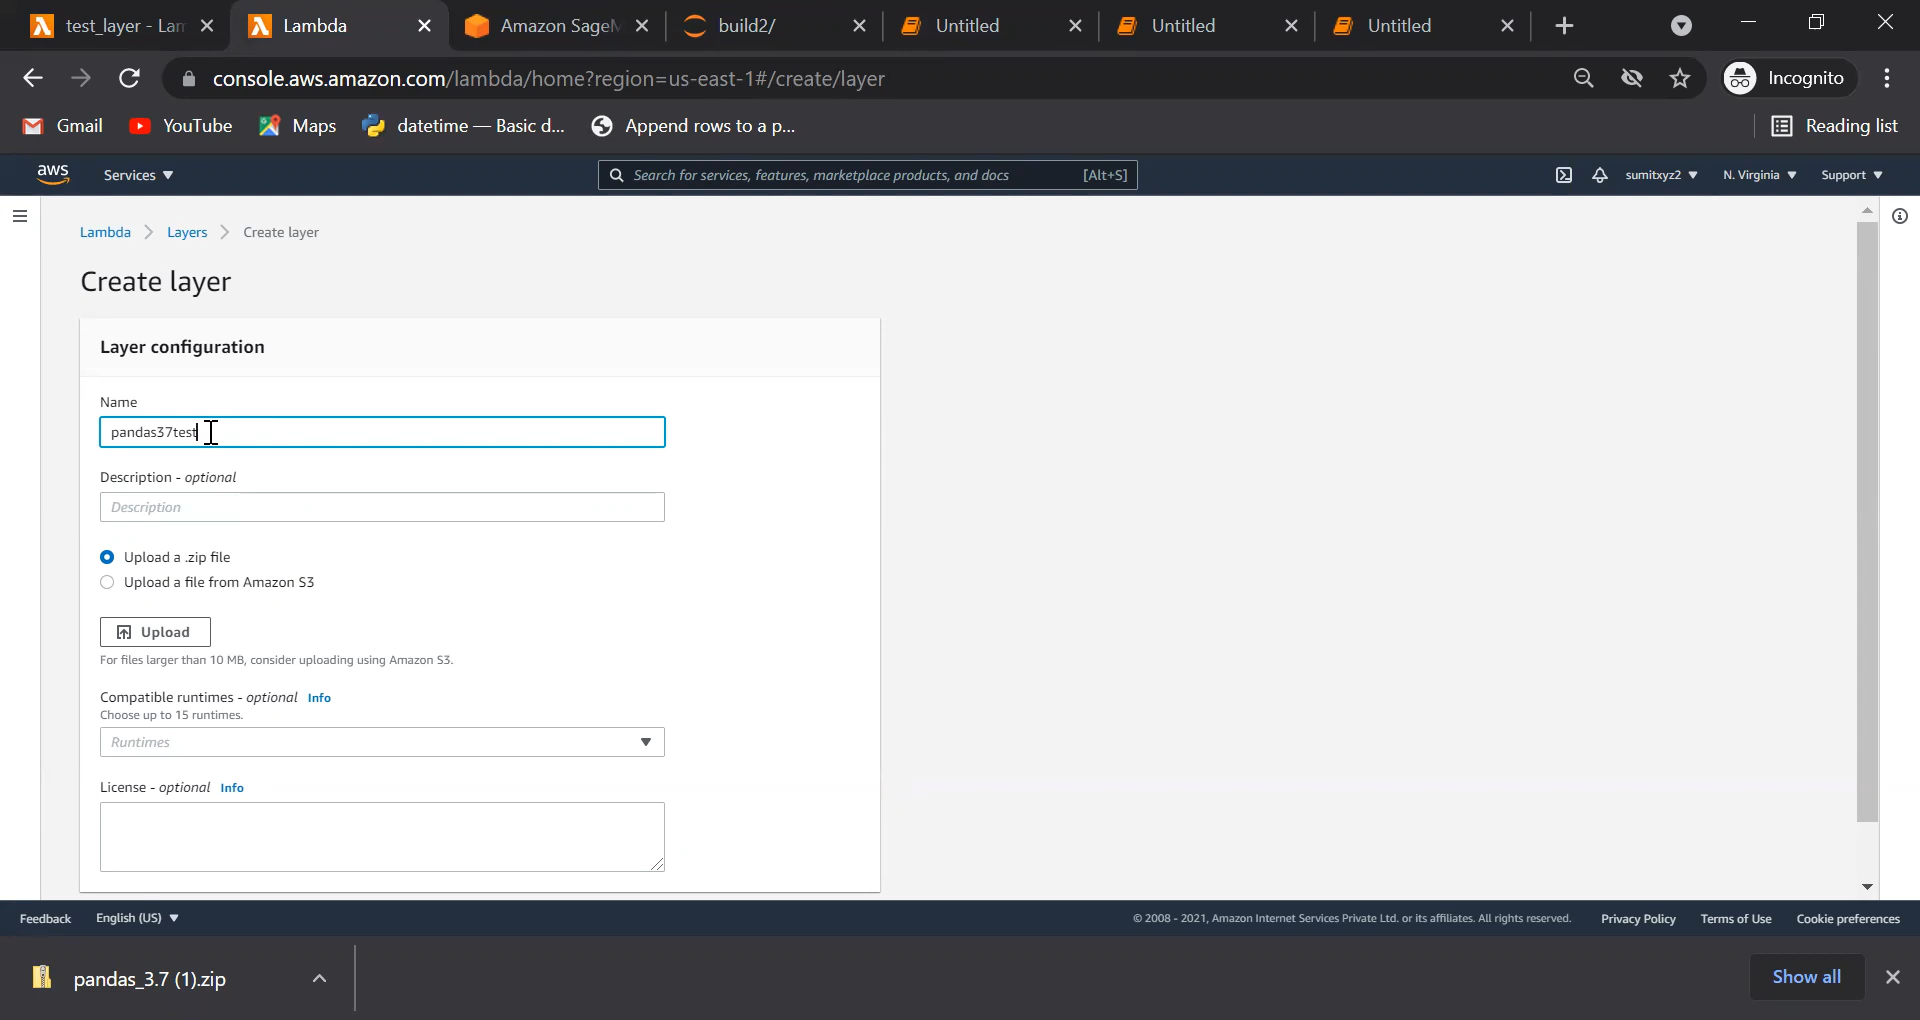 test_layer - Lam
Lambda
Amazon SageM
build2/
Untitled
Untitled
Untitled
console.aws.amazon.com/lambda/home?region=us-east-1#/create/layer
Incognito
Gmail
YouTube
Maps
datetime — Basic d...
Append rows to a p...
Reading list
aws
Services
Search for services, features, marketplace products, and docs
[Alt+S]
sumitxyz2
N. Virginia
Support
Lambda
Layers
Create layer
Create layer
Layer configuration
Name
pandas37test
Description - optional
Description
Upload a .zip file
Upload a file from Amazon S3
Upload
For files larger than 10 MB, consider uploading using Amazon S3.
Compatible runtimes - optional Info
Choose up to 15 runtimes.
Runtimes
License - optional Info
Feedback
English (US)
© 2008 - 2021, Amazon Internet Services Private Ltd. or its affiliates. All rights reserved.
Privacy Policy
Terms of Use
Cookie preferences
pandas_3.7 (1).zip
Show all